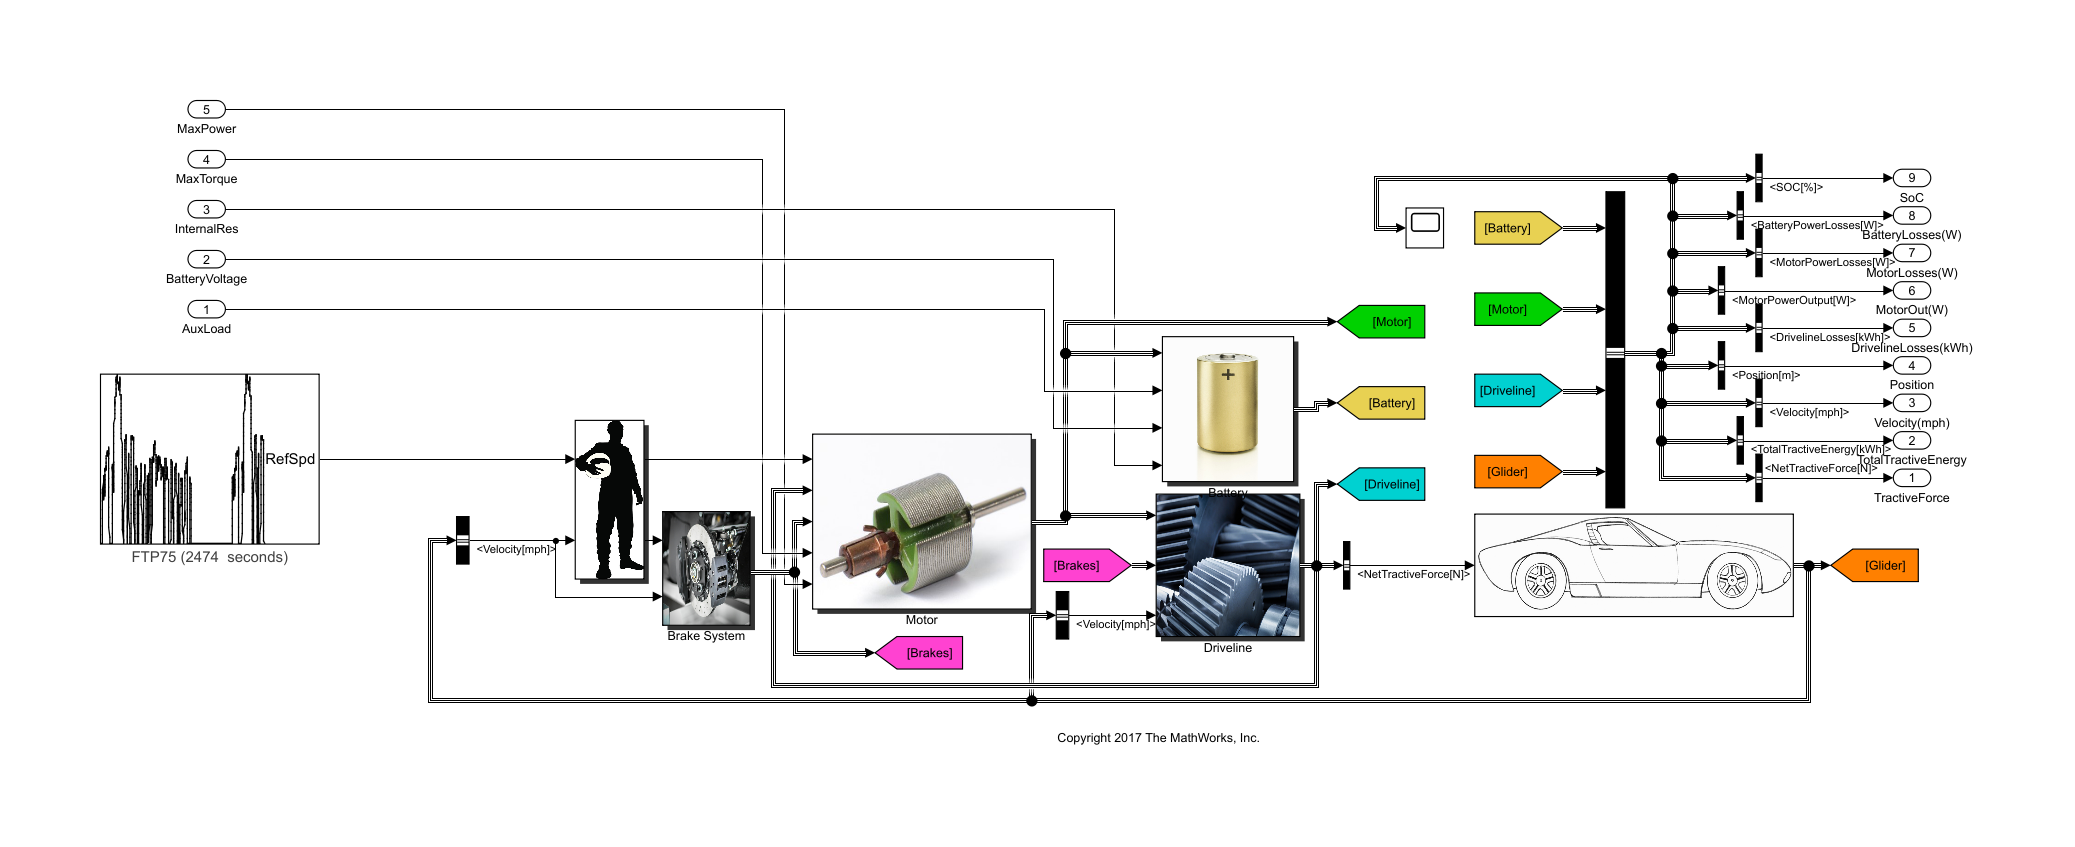 5
MaxPower
4
MaxTorque
3
InternalRes
2
BatteryVoltage
1
AuxLoad
RefSpd
FTP75 (2474  seconds)
<Velocity[mph]>
Brake System
Motor
[Brakes]
Battery
[Motor]
[Battery]
[Driveline]
[Brakes]
<Velocity[mph]>
Driveline
<NetTractiveForce[N]>
[Glider]
[Battery]
[Motor]
[Driveline]
[Glider]
<SOC[%]>
9
SoC
<BatteryPowerLosses[W]>
8
BatteryLosses(W)
<MotorPowerLosses[W]>
7
MotorLosses(W)
<MotorPowerOutput[W]>
6
MotorOut(W)
<DrivelineLosses[kWh]>
5
DrivelineLosses(kWh)
<Position[m]>
4
Position
<Velocity[mph]>
3
Velocity(mph)
<TotalTractiveEnergy[kWh]>
2
TotalTractiveEnergy
<NetTractiveForce[N]>
1
TractiveForce
Copyright 2017 The MathWorks, Inc.